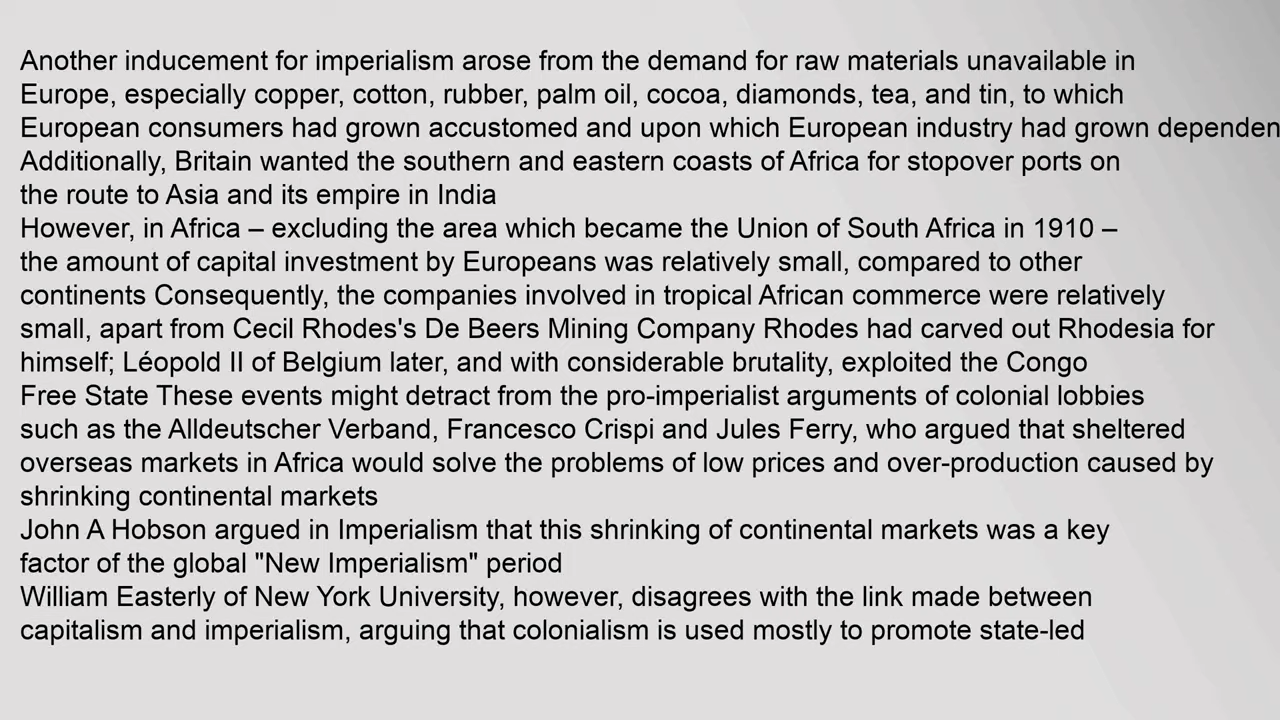 Another inducement for imperialism arose from the demand for raw materials unavailable in
Europe, especially copper, cotton, rubber, palm oil, cocoa, diamonds, tea, and tin, to which
European consumers had grown accustomed and upon which European industry had grown dependen
Additionally, Britain wanted the southern and eastern coasts of Africa for stopover ports on
the route to Asia and its empire in India
However, in Africa – excluding the area which became the Union of South Africa in 1910 –
the amount of capital investment by Europeans was relatively small, compared to other
continents Consequently, the companies involved in tropical African commerce were relatively
small, apart from Cecil Rhodes's De Beers Mining Company Rhodes had carved out Rhodesia for
himself; Léopold II of Belgium later, and with considerable brutality, exploited the Congo
Free State These events might detract from the pro-imperialist arguments of colonial lobbies
such as the Alldeutscher Verband, Francesco Crispi and Jules Ferry, who argued that sheltered
overseas markets in Africa would solve the problems of low prices and over-production caused by
shrinking continental markets
John A Hobson argued in Imperialism that this shrinking of continental markets was a key
factor of the global "New Imperialism" period
William Easterly of New York University, however, disagrees with the link made between
capitalism and imperialism, arguing that colonialism is used mostly to promote state-led